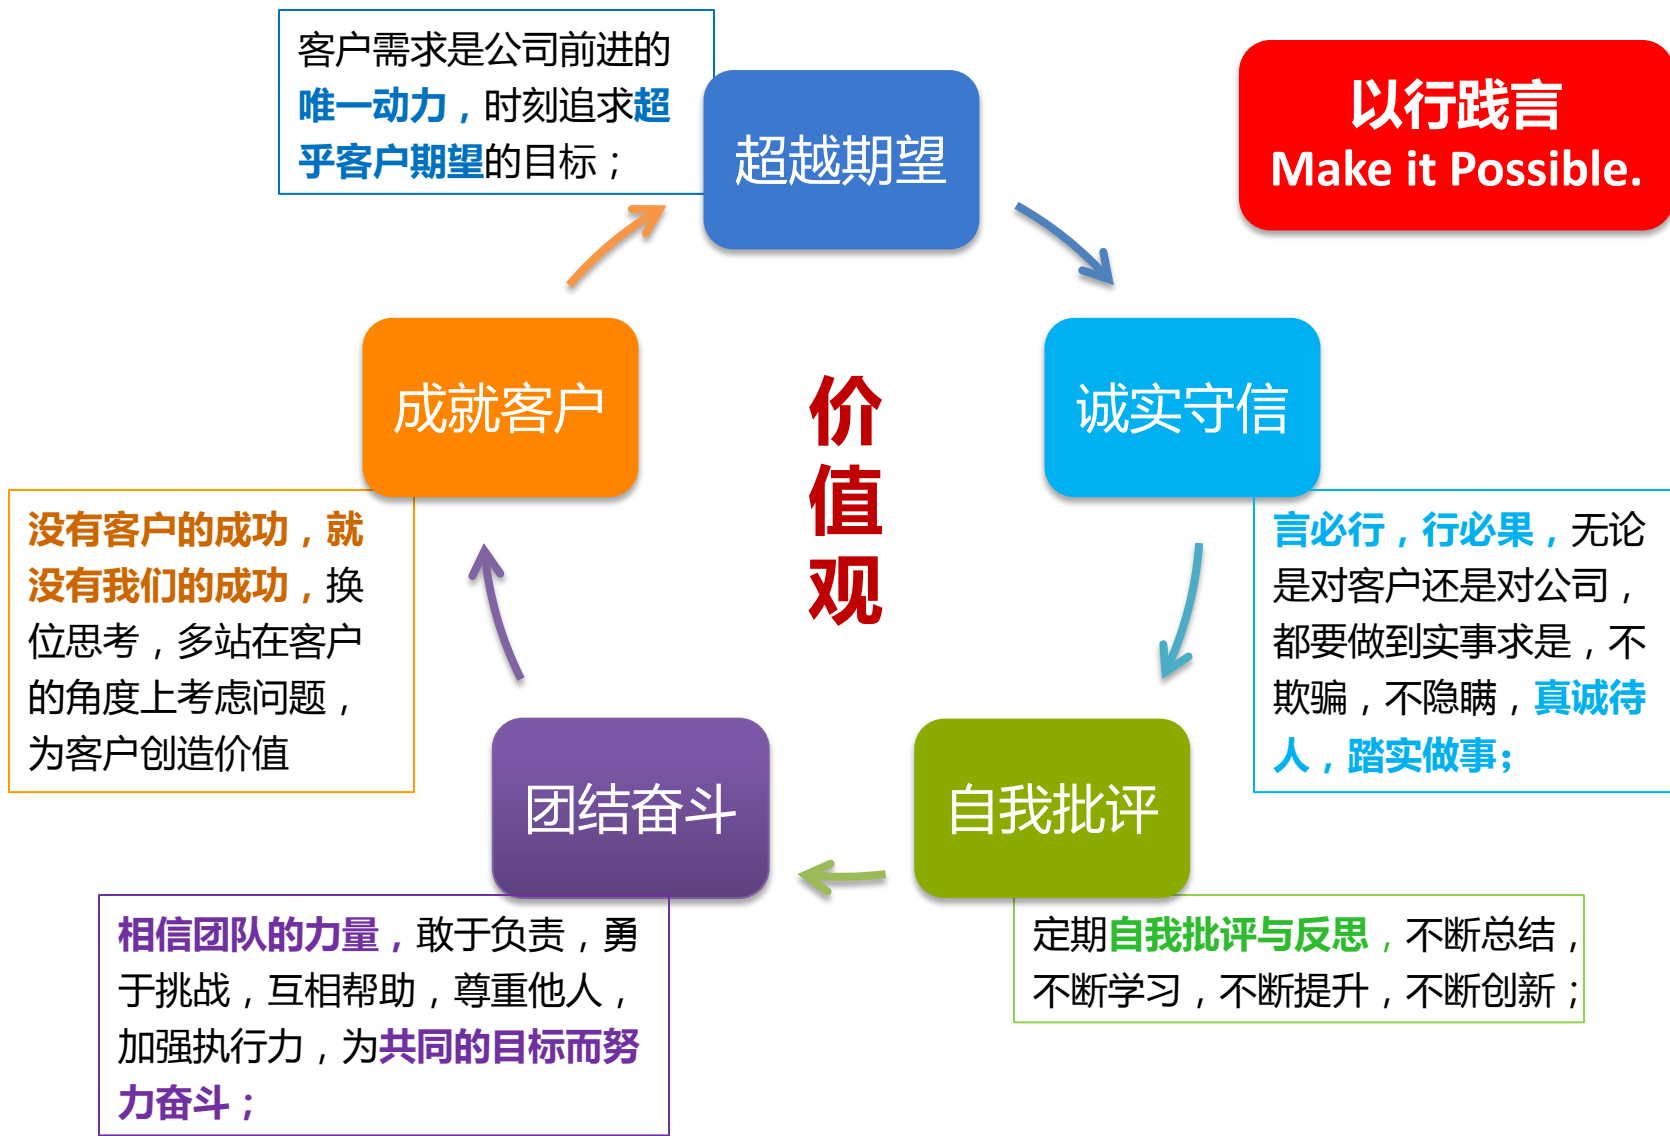 客户需求是公司前进的
唯一动力，时刻追求超
乎客户期望的目标；
超越期望
以行践言
Make it Possible.
成就客户
诚实守信
价
值
观
没有客户的成功，就
没有我们的成功，换
位思考，多站在客户
的角度上考虑问题，
为客户创造价值
言必行，行必果，无论
是对客户还是对公司，
都要做到实事求是，不
欺骗，不隐瞒，真诚待
人，踏实做事；
团结奋斗
自我批评
相信团队的力量，敢于负责，勇
于挑战，互相帮助，尊重他人，
加强执行力，为共同的目标而努
力奋斗；
定期自我批评与反思，不断总结，
不断学习，不断提升，不断创新；